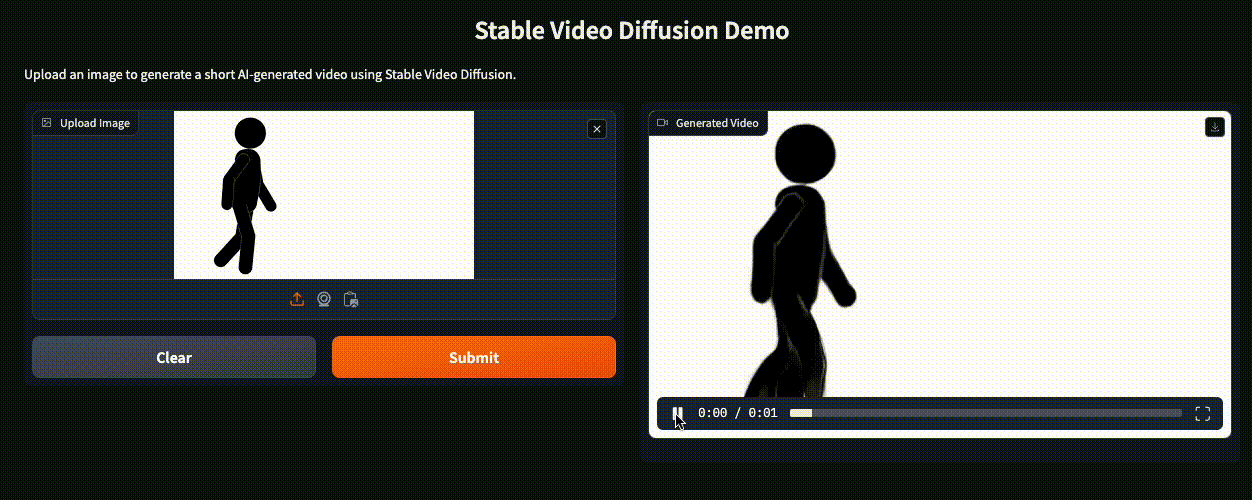 Stable Video Diffusion Demo
Upload an image to generate a short AI-generated video using Stable Video Diffusion.
Upload Image
Generated Video
Clear
Submit
0:00 / 0:01